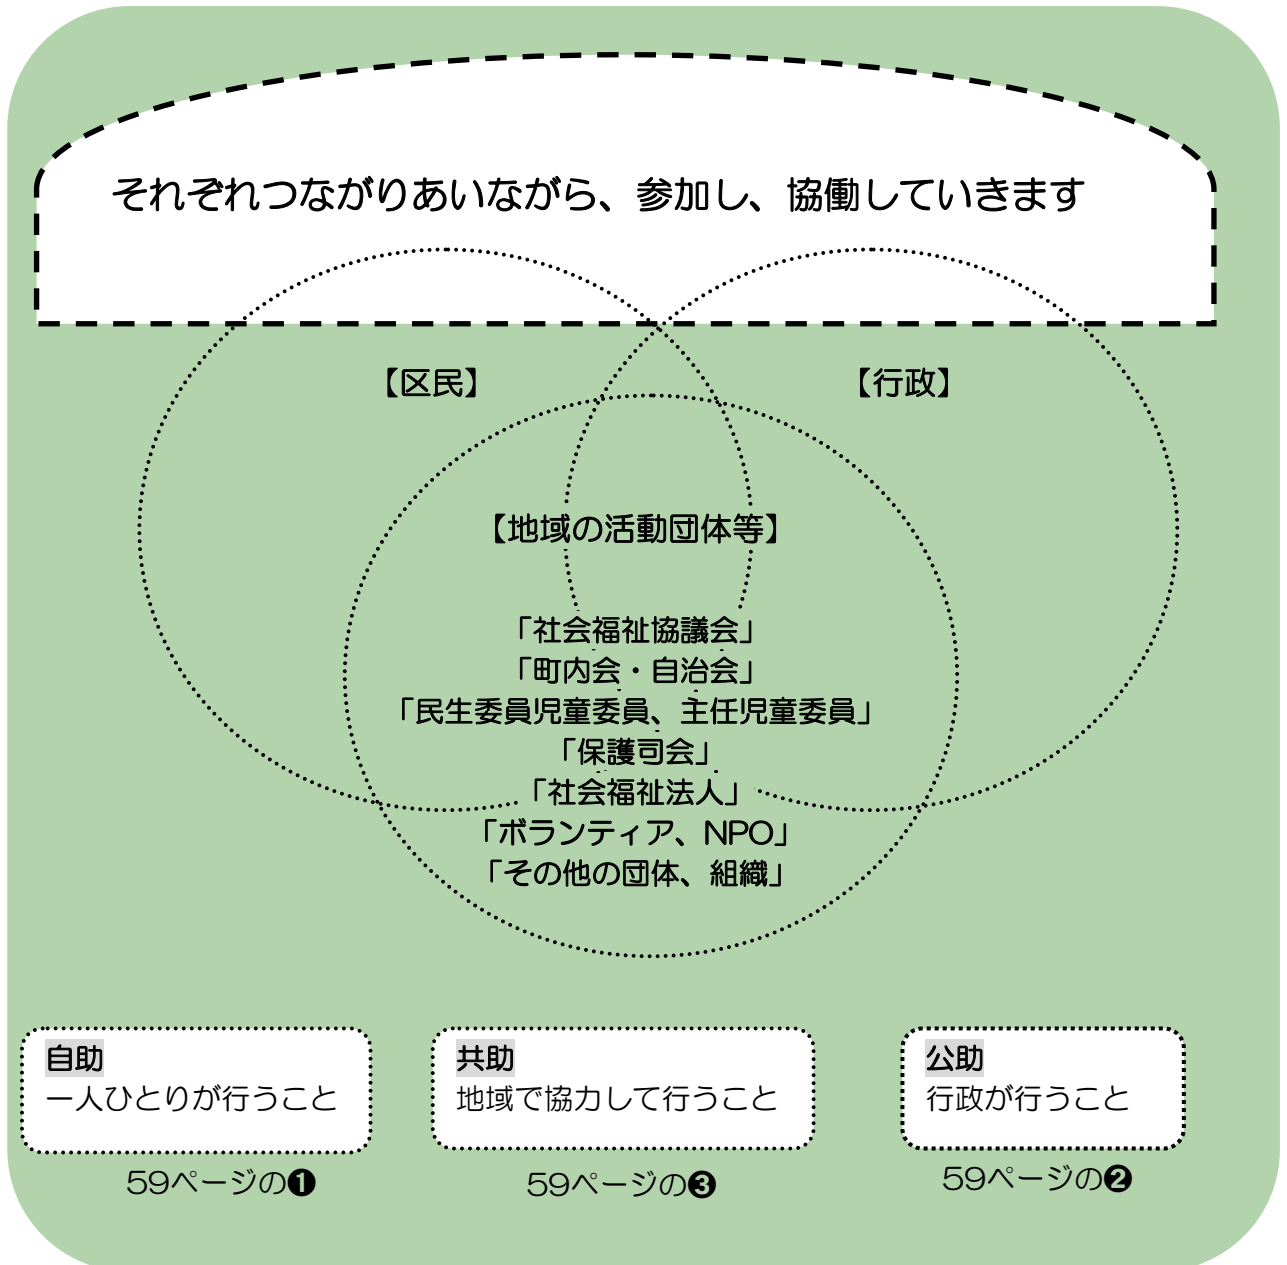 それぞれつながりあいながら、参加し、協働していきます
【区民】
【行政】
【地域の活動団体等】
「社会福祉協議会」
「町内会・自治会」
「民生委員児童委員、主任児童委員」
「保護司会」
「社会福祉法人」
「ボランティア、NPO」
「その他の団体、組織」
自助
一人ひとりが行うこと
59ページの❶
共助
地域で協力して行うこと
59ページの❸
公助
行政が行うこと
59ページの❷